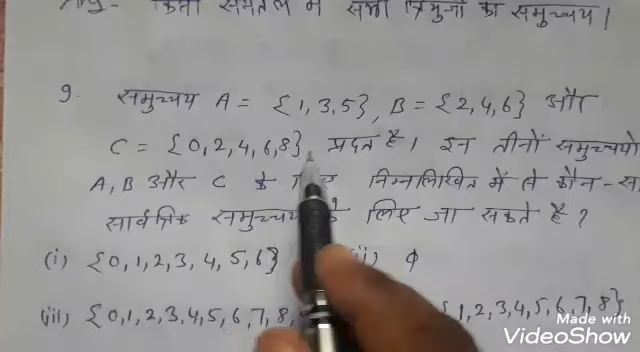 किसी समतल में सभी त्रिभुजों का समुच्चय।
9. समुच्चय A = {1,3,5}, B = {2,4,6} और
C = {0,2,4,6,8} प्रदत्त है। इन तीनों समुच्चयो
A, B और C के निम्नलिखित में से कौन-सा
सार्वत्रिक समुच्चय लिए जा सकते है?
(i) {0,1,2,3,4,5,6} (ii) ϕ
(iii) {0,1,2,3,4,5,6,7,8, 1,2,3,4,5,6,7,8}
Made with
VideoShow